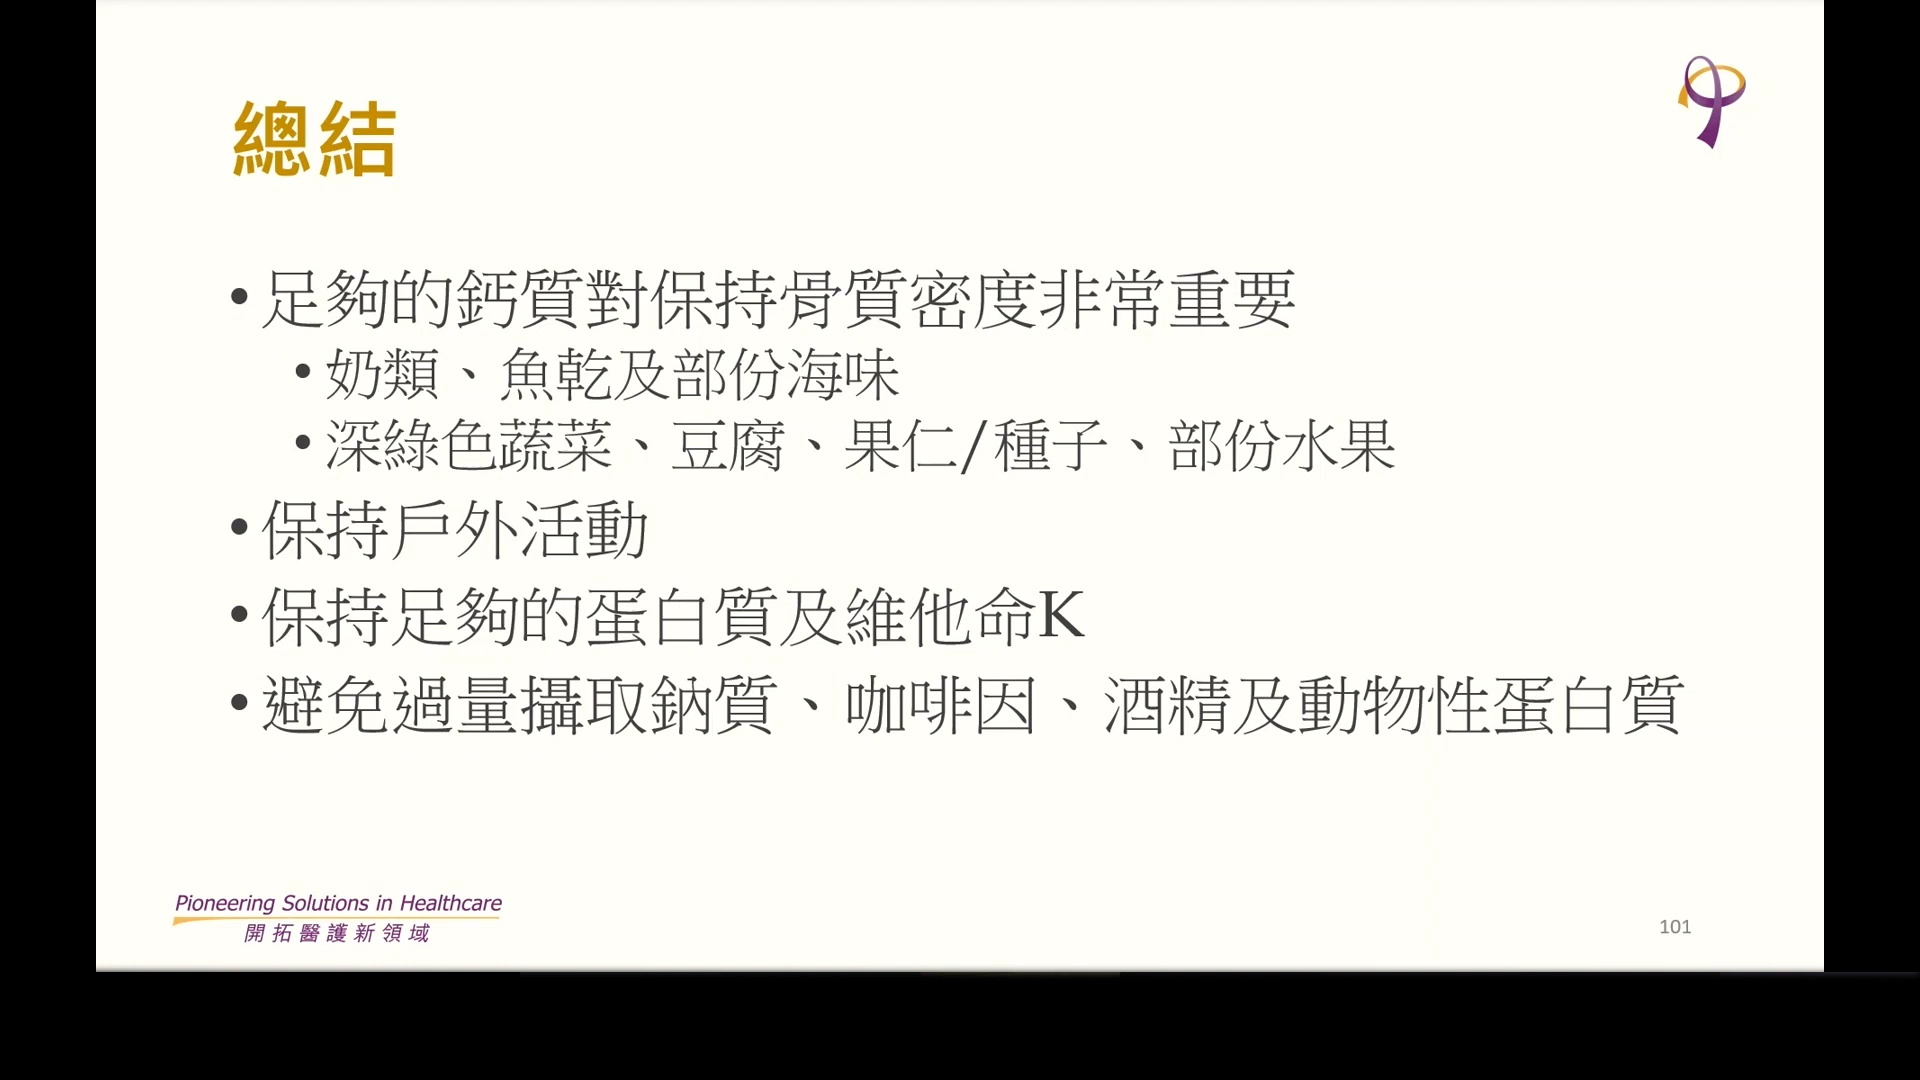 總結
• 足夠的鈣質對保持骨質密度非常重要
• 奶類、魚乾及部份海味
• 深綠色蔬菜、豆腐、果仁/種子、部份水果
• 保持戶外活動
• 保持足夠的蛋白質及維他命K
• 避免過量攝取鈉質、咖啡因、酒精及動物性蛋白質
Pioneering Solutions in Healthcare
開拓醫護新領域
101